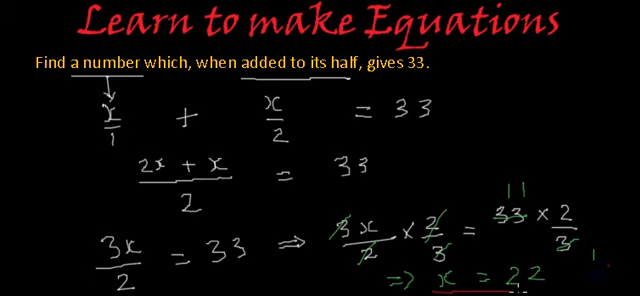 Learn to make Equations
Find a number which, when added to its half, gives 33.
x/1 + x/2 = 33
2x + x / 2 = 33
3x/2 = 33 ⇒ 3x/2 × 2/3 = 33 × 2/3
11
1
⇒ x = 22